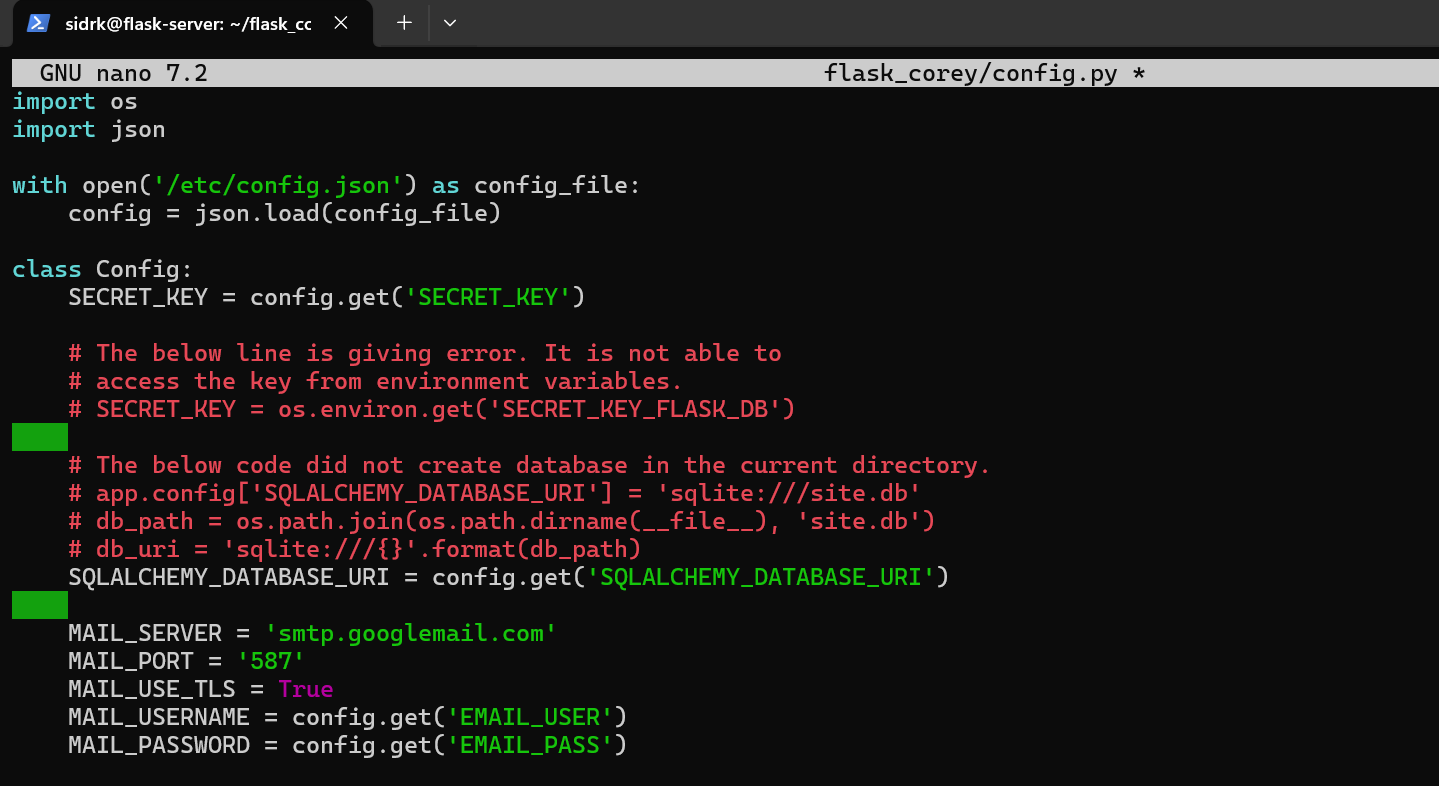 sidrk@flask-server: ~/flask_cc
GNU nano 7.2 flask_corey/config.py *
import os
import json

with open('/etc/config.json') as config_file:
    config = json.load(config_file)

class Config:
    SECRET_KEY = config.get('SECRET_KEY')

    # The below line is giving error. It is not able to
    # access the key from environment variables.
    # SECRET_KEY = os.environ.get('SECRET_KEY_FLASK_DB')

    # The below code did not create database in the current directory.
    # app.config['SQLALCHEMY_DATABASE_URI'] = 'sqlite:///site.db'
    # db_path = os.path.join(os.path.dirname(__file__), 'site.db')
    # db_uri = 'sqlite:///{}'.format(db_path)
    SQLALCHEMY_DATABASE_URI = config.get('SQLALCHEMY_DATABASE_URI')

    MAIL_SERVER = 'smtp.googlemail.com'
    MAIL_PORT = '587'
    MAIL_USE_TLS = True
    MAIL_USERNAME = config.get('EMAIL_USER')
    MAIL_PASSWORD = config.get('EMAIL_PASS')